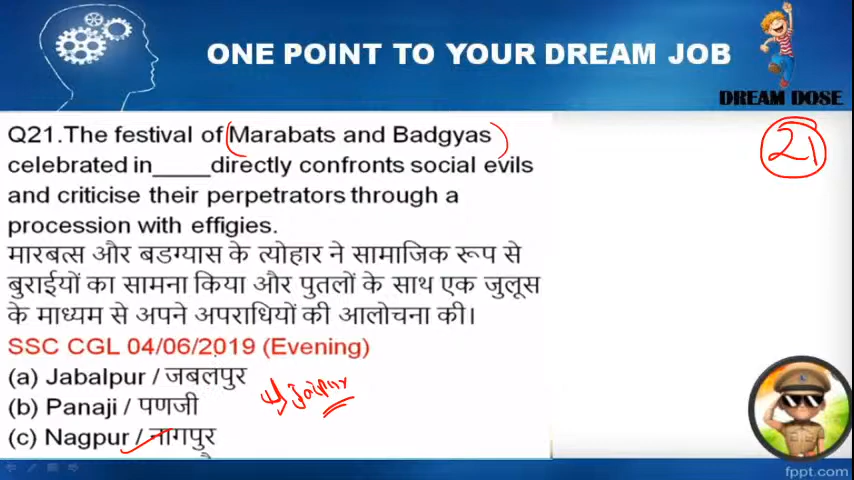 ONE POINT TO YOUR DREAM JOB
DREAM DOSE
21
Q21.The festival of (Marabats and Badgyas)
celebrated in____directly confronts social evils
and criticise their perpetrators through a
procession with effigies.
मारबत्स और बडग्यास के त्योहार ने सामाजिक रूप से
बुराईयों का सामना किया और पुतलों के साथ एक जुलूस
के माध्यम से अपने अपराधियों की आलोचना की।
SSC CGL 04/06/2019 (Evening)
(a) Jabalpur / जबलपुर
(b) Panaji / पणजी
Jaipur
(c) Nagpur / नागपुर
fppt.com